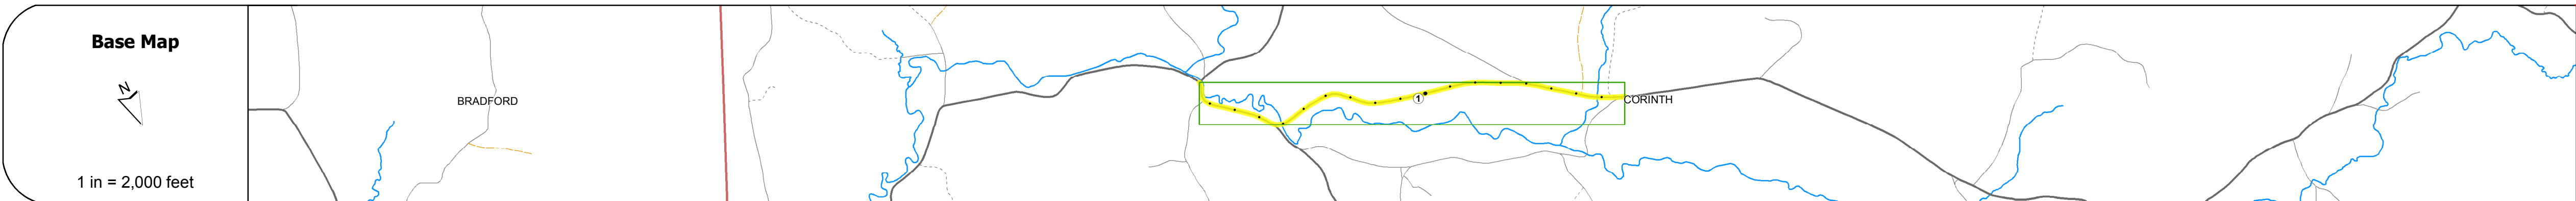 Base Map
N
1 in = 2,000 feet
BRADFORD
1
CORINTH